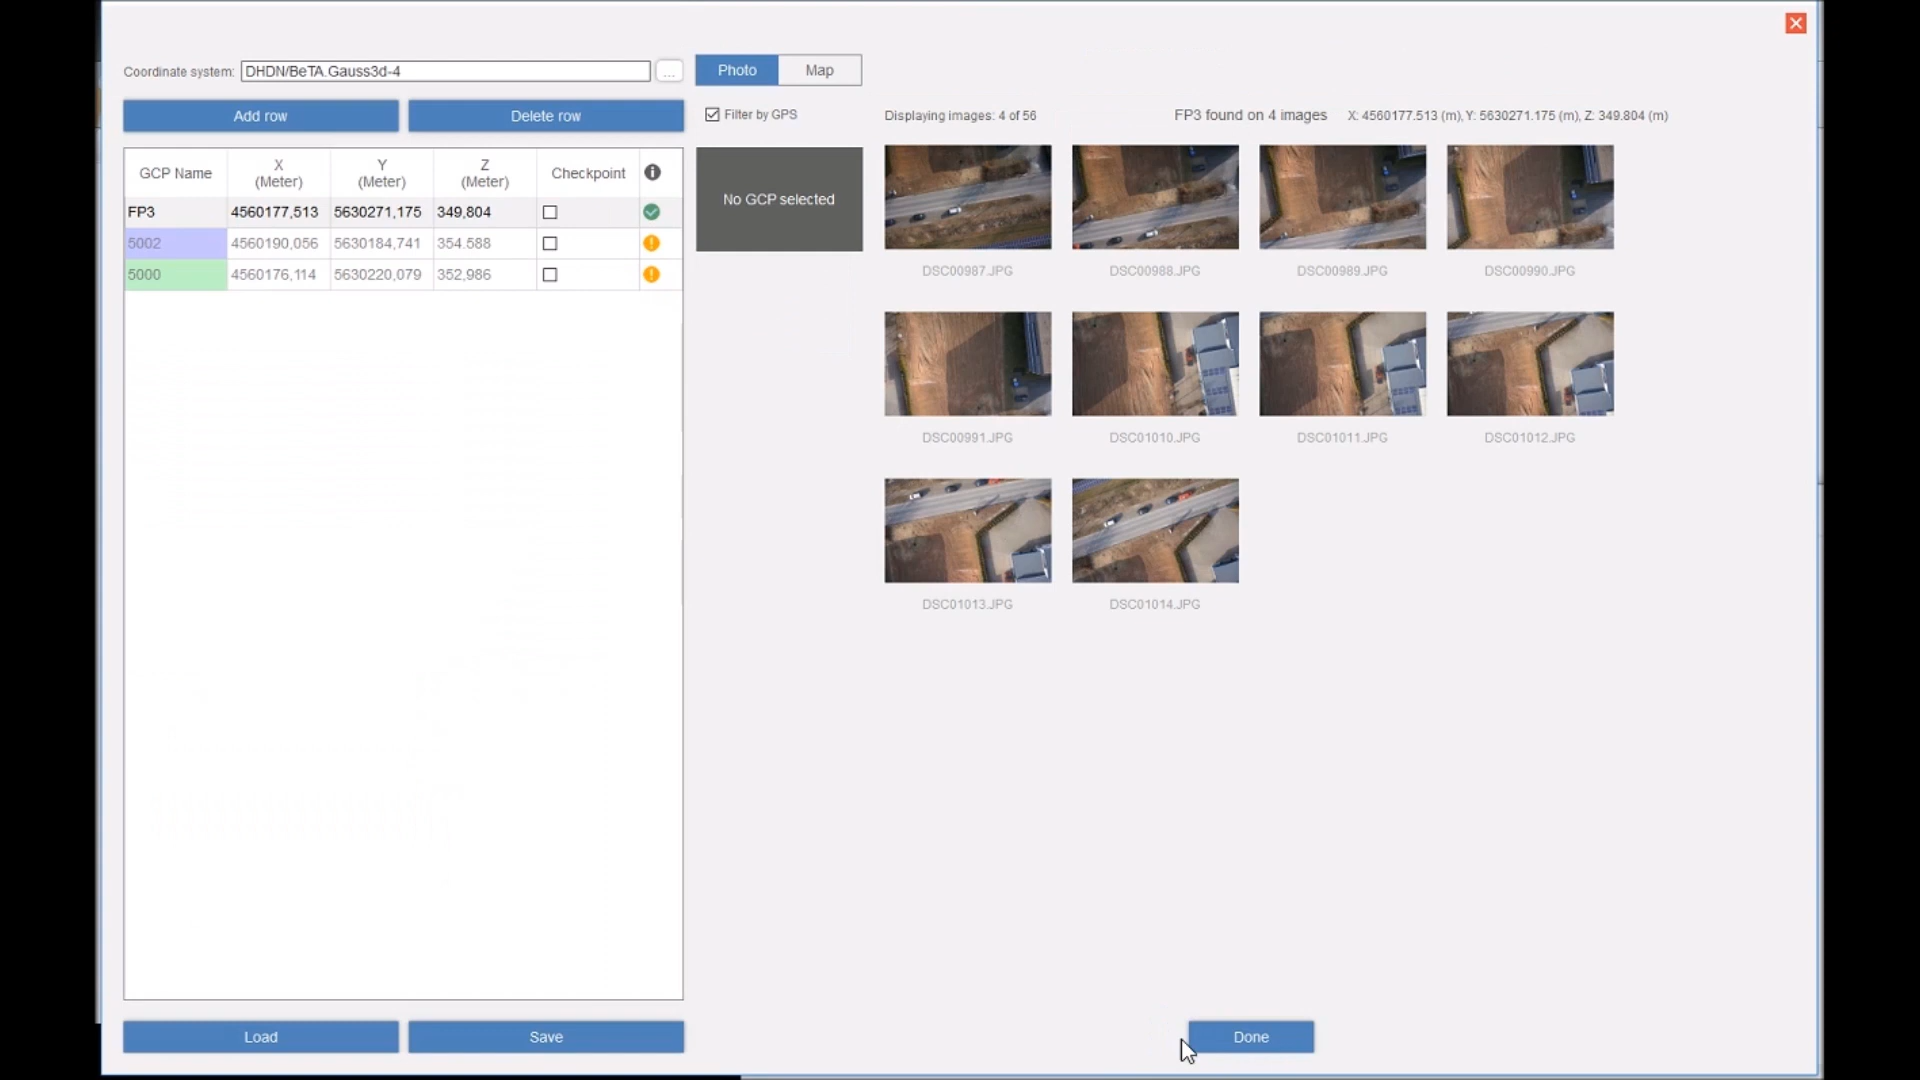 Coordinate system: DHDN/BeTA.Gauss3d-4 ...
Photo Map
Add row Delete row
Filter by GPS Displaying images: 4 of 56 FP3 found on 4 images X: 4560177.513 (m), Y: 5630271.175 (m), Z: 349.804 (m)
GCP Name X (Meter) Y (Meter) Z (Meter) Checkpoint
FP3 4560177,513 5630271,175 349,804
5002 4560190,056 5630184,741 354.588
5000 4560176,114 5630220,079 352,986
No GCP selected
DSC00987.JPG DSC00988.JPG DSC00989.JPG DSC00990.JPG
DSC00991.JPG DSC01010.JPG DSC01011.JPG DSC01012.JPG
DSC01013.JPG DSC01014.JPG
Load Save Done